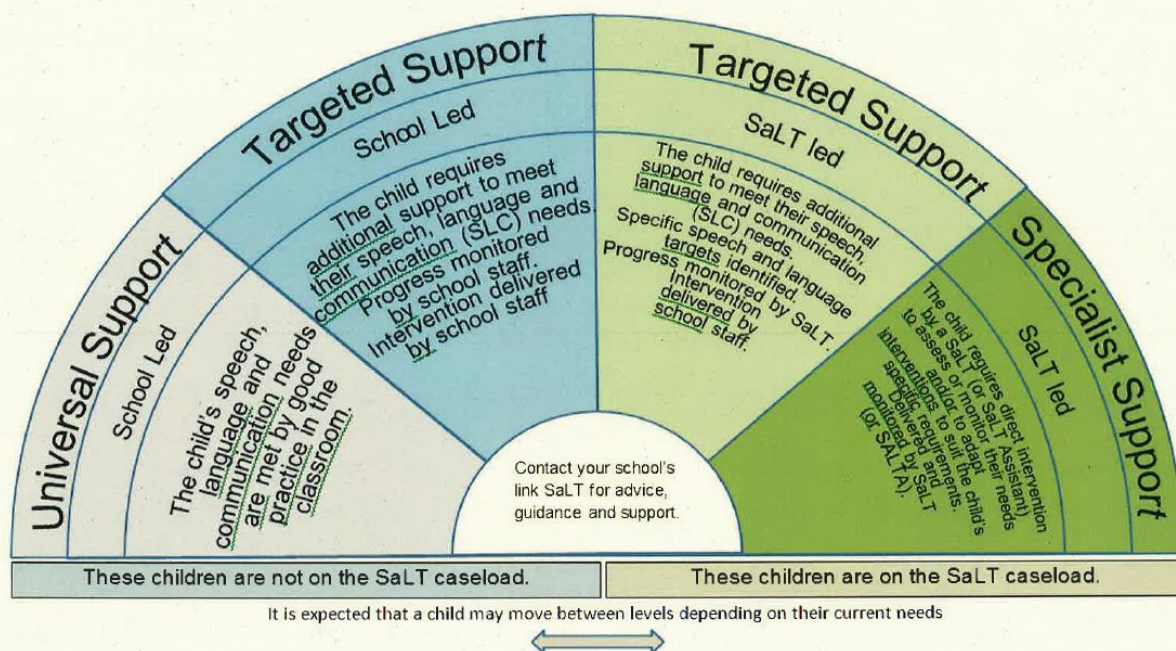 Universal Support
School Led
The child's speech,
language and
communication needs
are met by good
practice in the
classroom.
Targeted Support
School Led
The child requires
additional support to meet
their speech, language and
communication (SLC) needs.
Progress monitored
by school staff.
Intervention delivered
by school staff
Targeted Support
SaLT led
The child requires additional
support to meet their speech,
language and communication
(SLC) needs.
Specific speech and language
targets identified.
Progress monitored by SaLT.
Intervention
delivered by
school staff.
Specialist Support
SaLT led
The child requires direct intervention
by a SaLT (or SaLT Assistant)
to assess or monitor their needs
and/or to adapt
interventions to suit the child's
specific requirements.
Delivered and
monitored by SaLT
(or SALTA).
Contact your school's
link SaLT for advice,
guidance and support.
These children are not on the SaLT caseload.
These children are on the SaLT caseload.
It is expected that a child may move between levels depending on their current needs